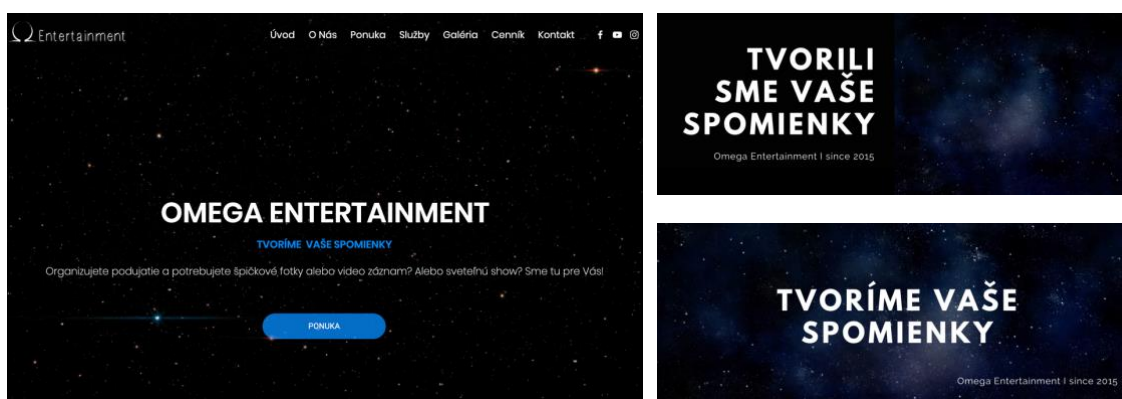 Ω Entertainment
Úvod O Nás Ponuka Služby Galéria Cenník Kontakt
OMEGA ENTERTAINMENT
TVORÍME VAŠE SPOMIENKY
Organizujete podujatie a potrebujete špičkové fotky alebo video záznam? Alebo sveteľnú show? Sme tu pre Vás!
PONUKA
TVORILI
SME VAŠE
SPOMIENKY
Omega Entertainment I since 2015
TVORÍME VAŠE
SPOMIENKY
Omega Entertainment I since 2015